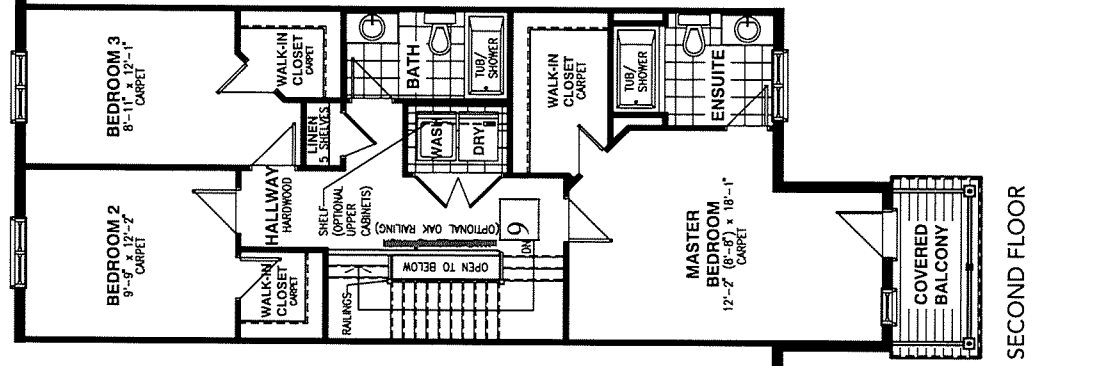 BEDROOM 3
8'-11" x 12'-1"
CARPET
WALK-IN
CLOSET
CARPET
BATH
TUB/
SHOWER
WALK-IN
CLOSET
CARPET
TUB/
SHOWER
ENSUITE
LINEN
5 SHELVES
WASH
DRY
HALLWAY
HARDWOOD
SHELF
(OPTIONAL
UPPER
CABINETS)
(OPTIONAL OAK RAILING)
9
DN
BEDROOM 2
9'-9" x 12'-2"
CARPET
WALK-IN
CLOSET
CARPET
RAILINGS
OPEN TO BELOW
MASTER
BEDROOM
12'-2" (8'-8") x 18'-1"
CARPET
COVERED
BALCONY
SECOND FLOOR